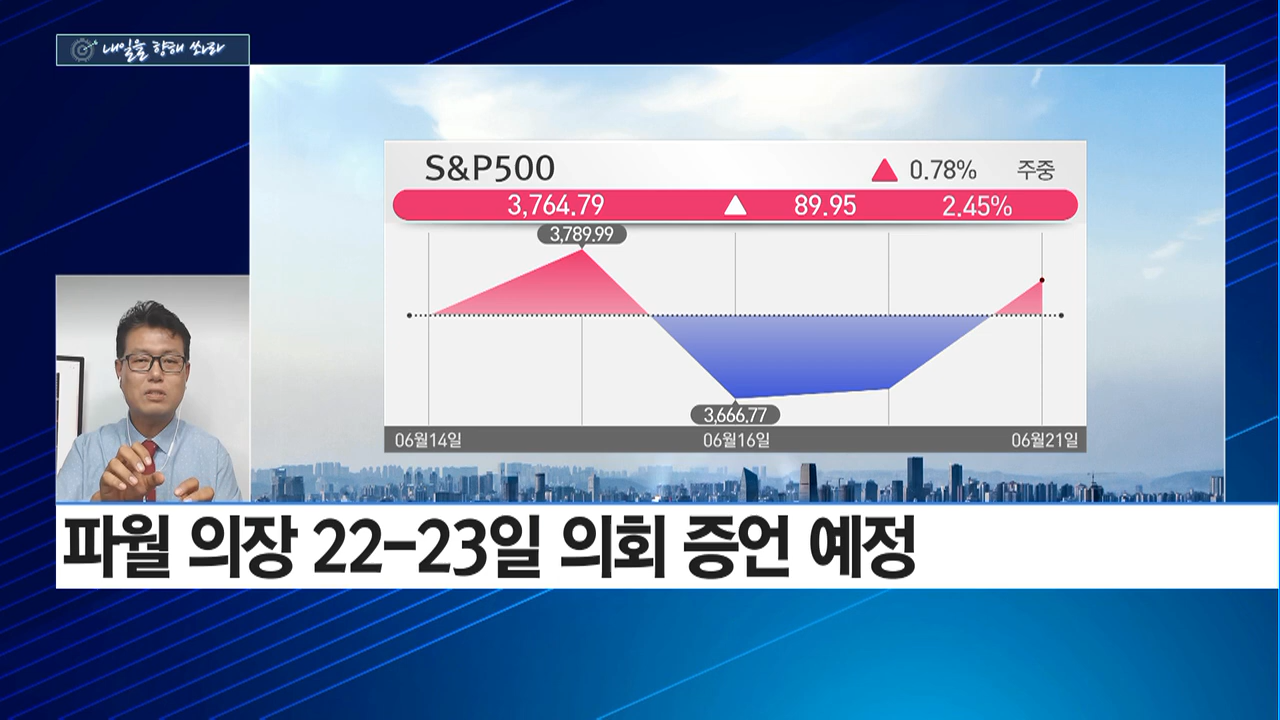 내일을 향해 쏴라
S&P500 ▲ 0.78% 주중
3,764.79 ▲ 89.95 2.45%
3,789.99
3,666.77
06월14일 06월16일 06월21일
파월 의장 22-23일 의회 증언 예정